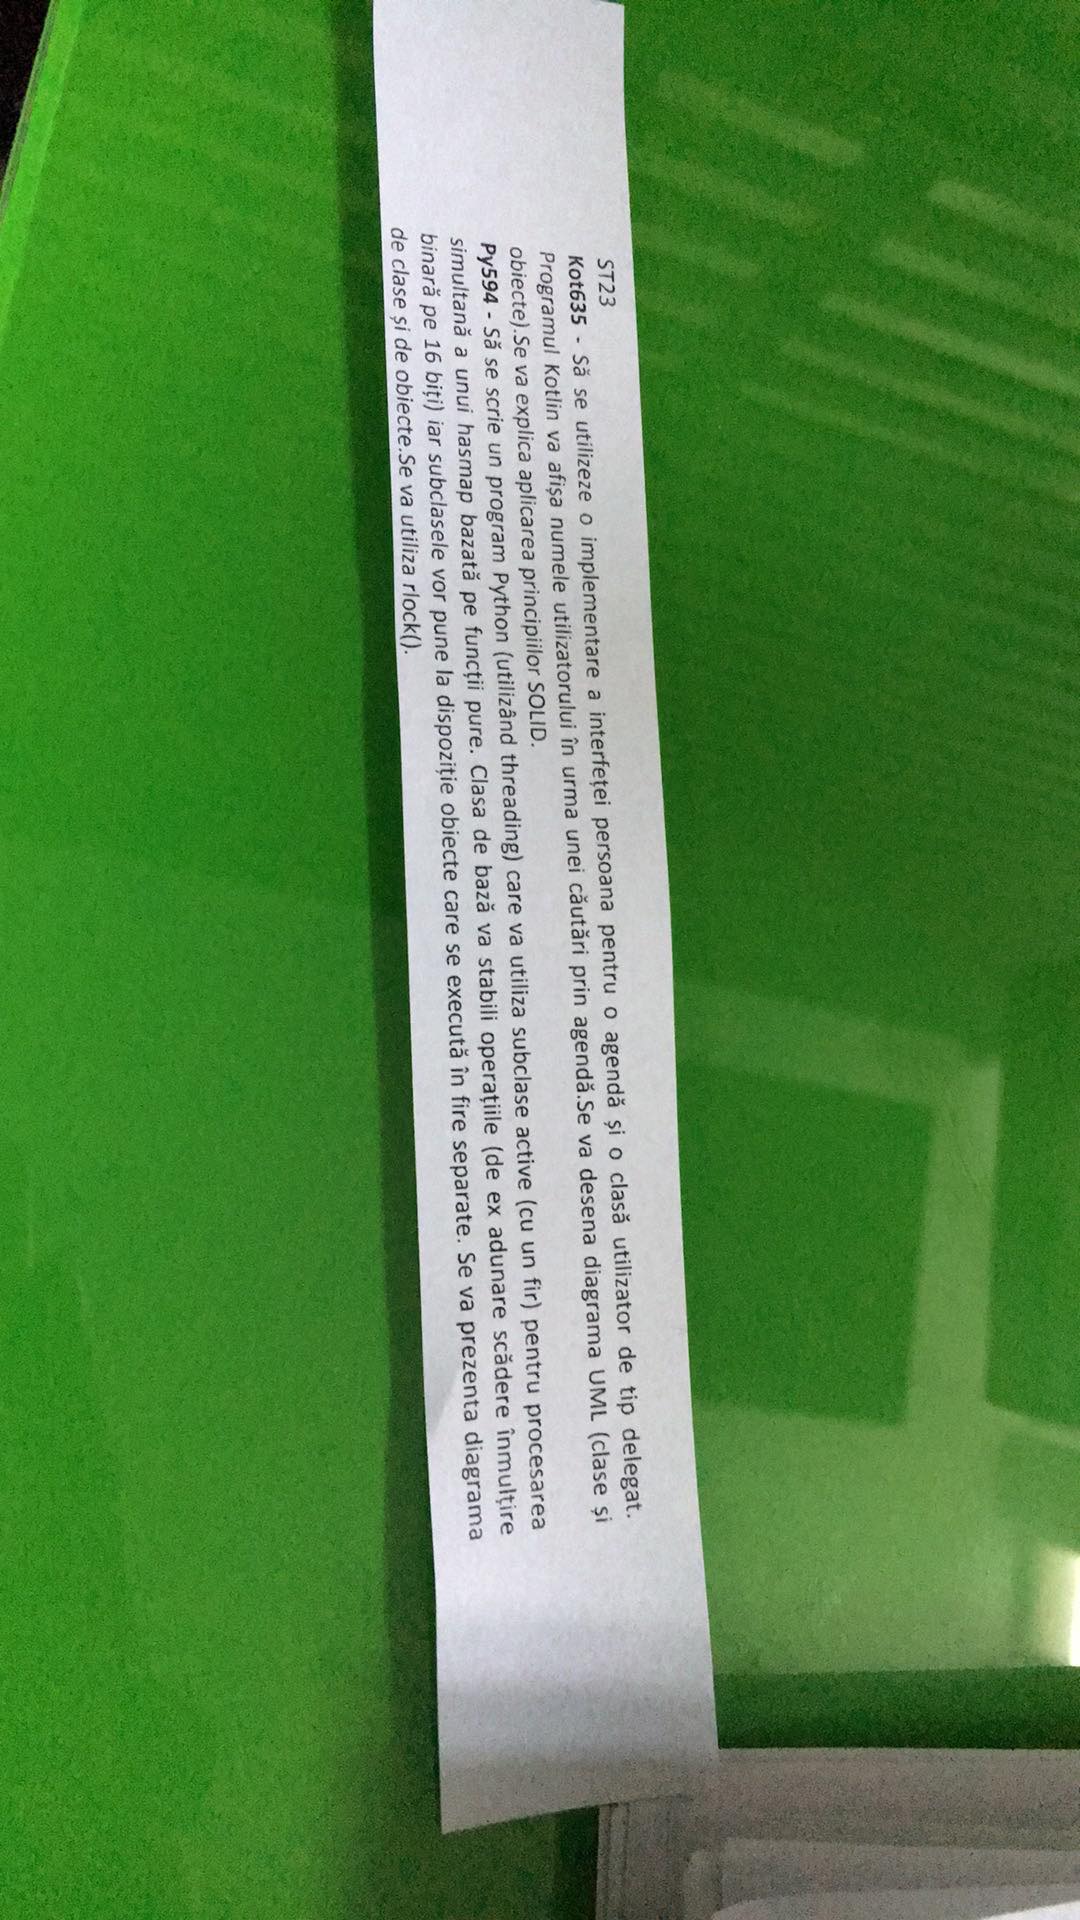 ST23
Kot635 - Să se utilizeze o implementare a interfeței persoana pentru o agendă și o clasă utilizator de tip delegat.
Programul Kotlin va afișa numele utilizatorului în urma unei căutări prin agendă.Se va desena diagrama UML (clase și
obiecte).Se va explica aplicarea principiilor SOLID.
Py594 - Să se scrie un program Python (utilizând threading) care va utiliza subclase active (cu un fir) pentru procesarea
simultană a unui hasmap bazată pe funcții pure. Clasa de bază va stabili operațiile (de ex adunare scădere înmulțire
binară pe 16 biți) iar subclasele vor pune la dispoziție obiecte care se execută în fire separate. Se va prezenta diagrama
de clase și de obiecte.Se va utiliza rlock().